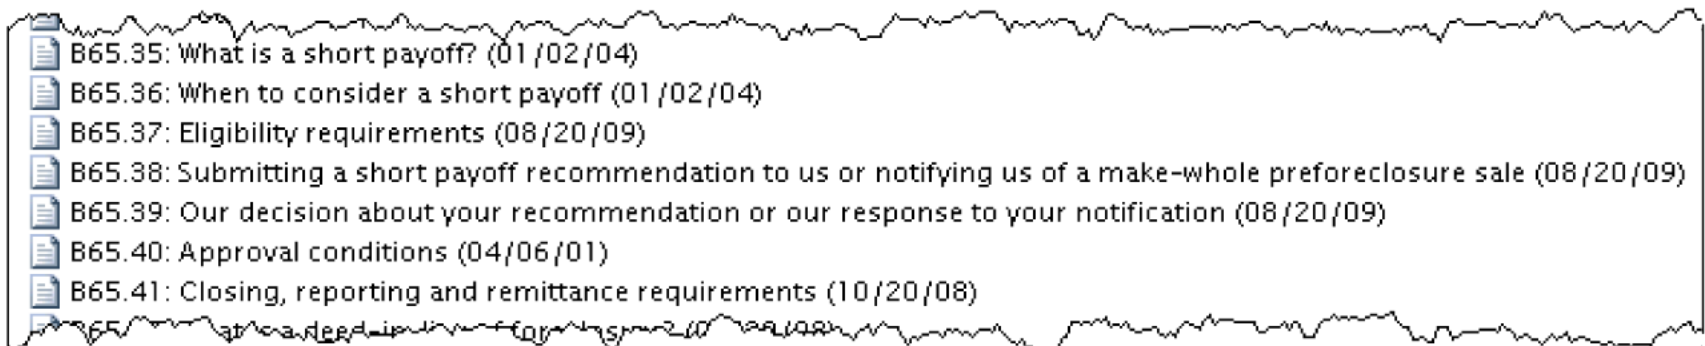 B65.35: What is a short payoff? (01/02/04)
B65.36: When to consider a short payoff (01/02/04)
B65.37: Eligibility requirements (08/20/09)
B65.38: Submitting a short payoff recommendation to us or notifying us of a make-whole preforeclosure sale (08/20/09)
B65.39: Our decision about your recommendation or our response to your notification (08/20/09)
B65.40: Approval conditions (04/06/01)
B65.41: Closing, reporting and remittance requirements (10/20/08)